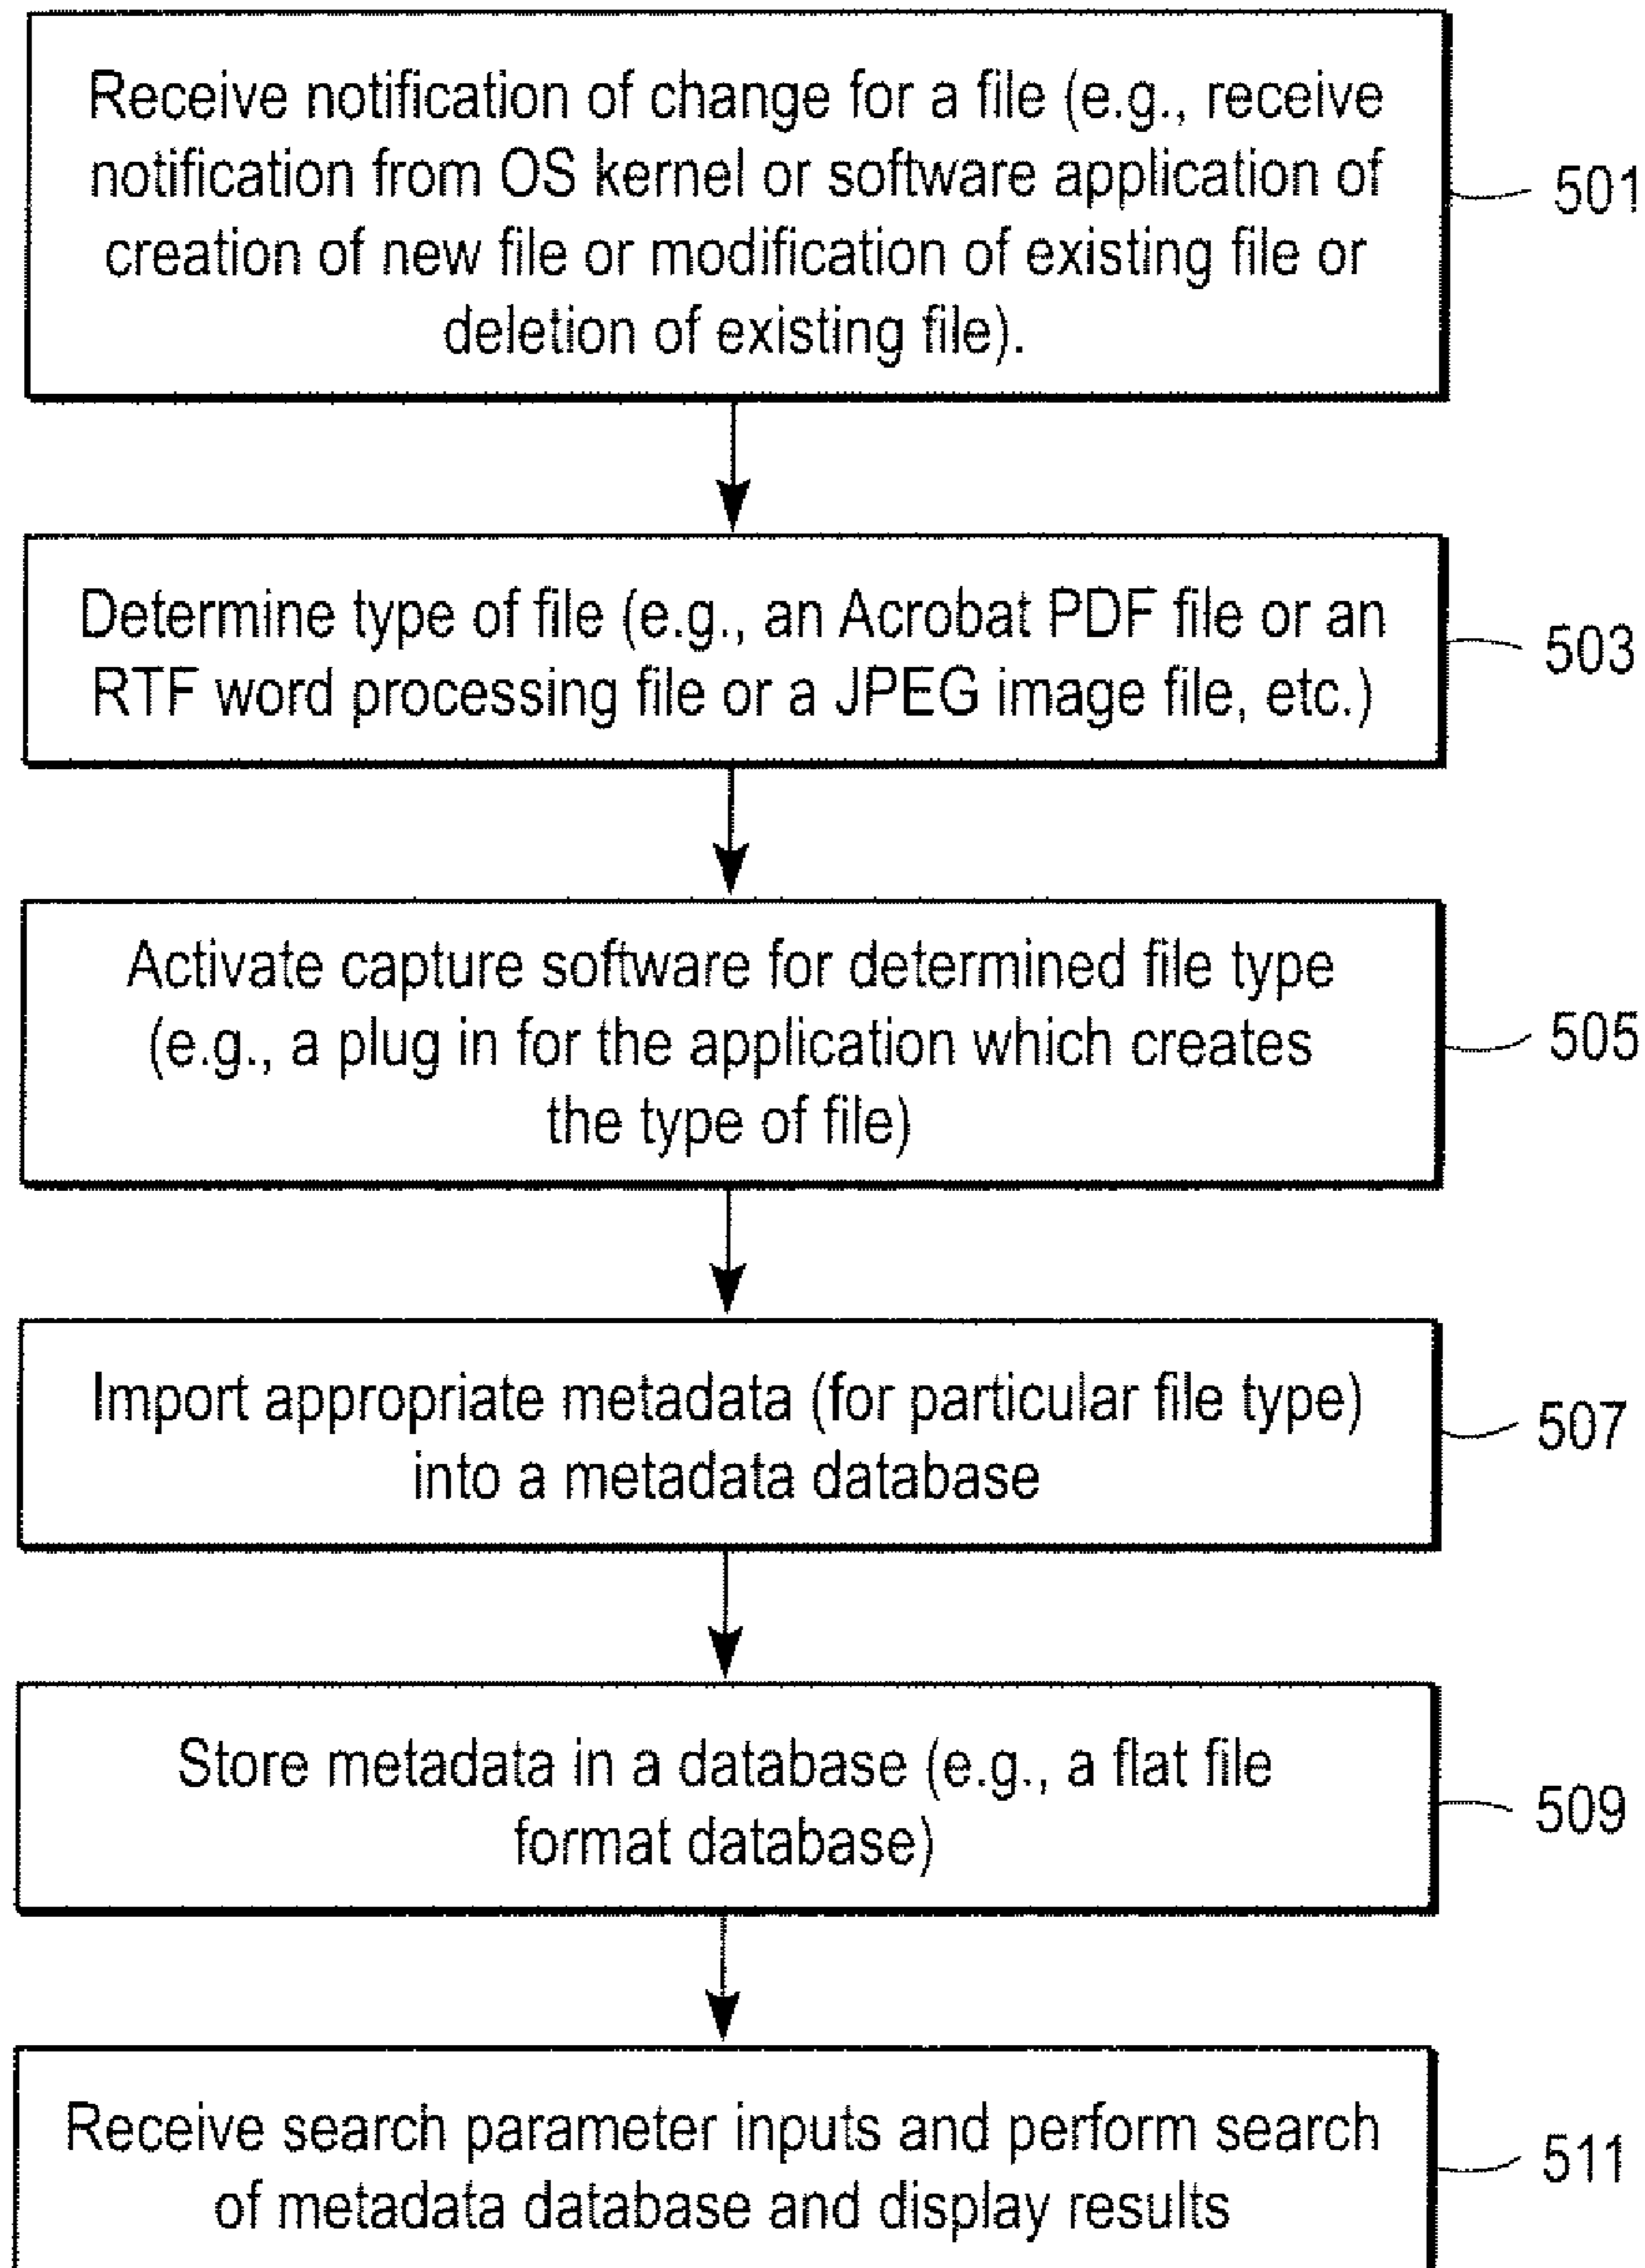 Receive notification of change for a file (e.g., receive
notification from OS kernel or software application of
creation of new file or modification of existing file or
deletion of existing file).
501
Determine type of file (e.g., an Acrobat PDF file or an
RTF word processing file or a JPEG image file, etc.)
503
Activate capture software for determined file type
(e.g., a plug in for the application which creates
the type of file)
505
Import appropriate metadata (for particular file type)
into a metadata database
507
Store metadata in a database (e.g., a flat file
format database)
509
Receive search parameter inputs and perform search
of metadata database and display results
511